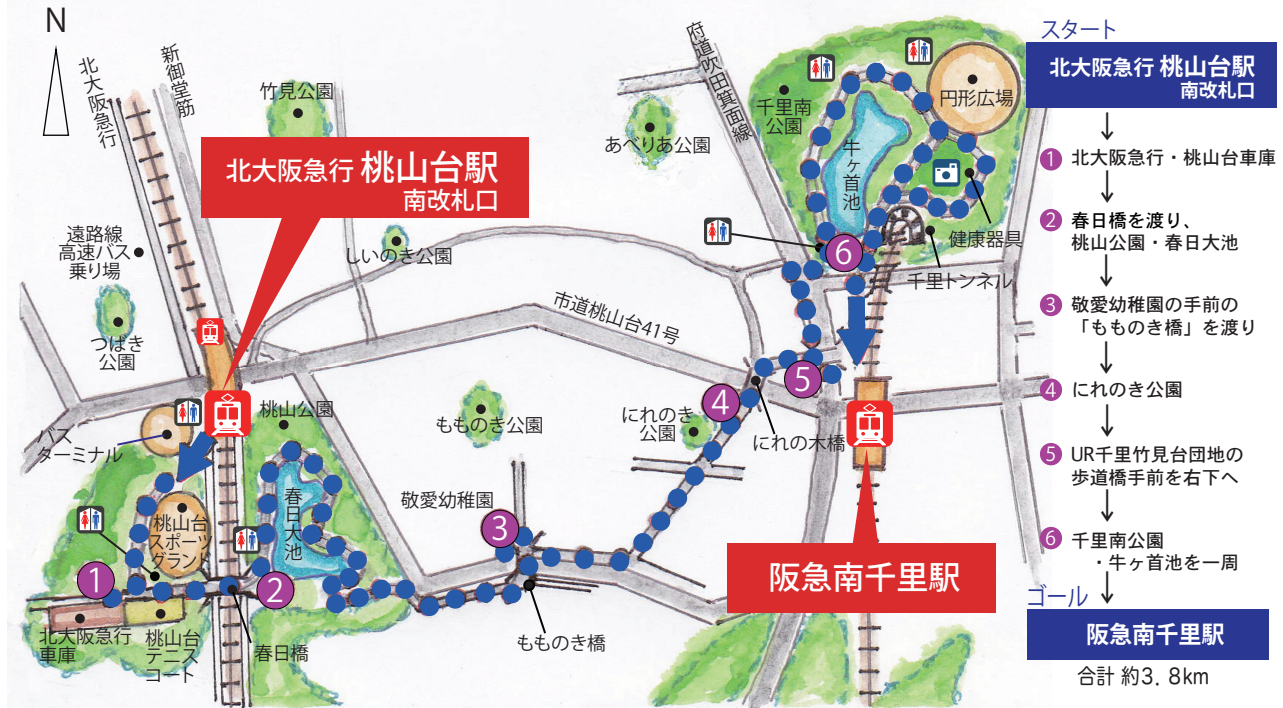 N
北大阪急行
新御堂筋
竹見公園
北大阪急行 桃山台駅
南改札口
遠路線
高速バス
乗り場
つばき
公園
しいのき公園
あべりあ公園
府道吹田箕面線
千里南
公園
円形広場
牛ヶ首池
健康器具
千里トンネル
市道桃山台41号
バス
ターミナル
桃山公園
もものき公園
にれのき
公園
にれの木橋
敬愛幼稚園
春日大池
桃山台
スポーツ
グランド
1
2
3
4
5
6
北大阪急行
車庫
桃山台
テニス
コート
春日橋
もものき橋
阪急南千里駅
スタート
北大阪急行 桃山台駅
南改札口
1 北大阪急行・桃山台車庫
2 春日橋を渡り、
桃山公園・春日大池
3 敬愛幼稚園の手前の
「もものき橋」を渡り
4 にれのき公園
5 UR千里竹見台団地の
歩道橋手前を右下へ
6 千里南公園
・牛ヶ首池を一周
ゴール
阪急南千里駅
合計 約3．8km